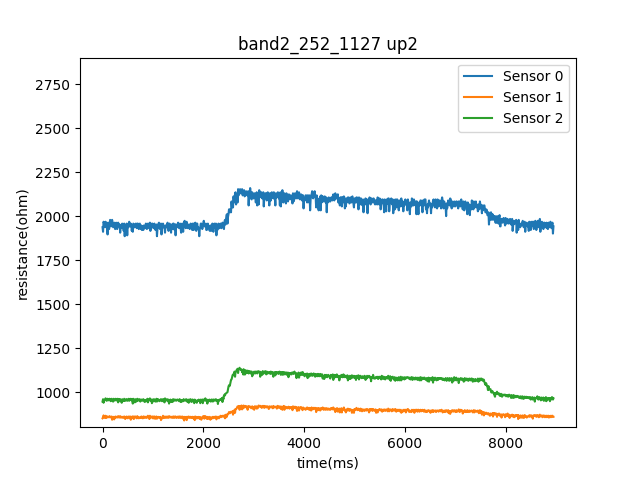 band2_252_1127 up2
Sensor 0
Sensor 1
Sensor 2
resistance(ohm)
2750
2500
2250
2000
1750
1500
1250
1000
0 2000 4000 6000 8000
time(ms)